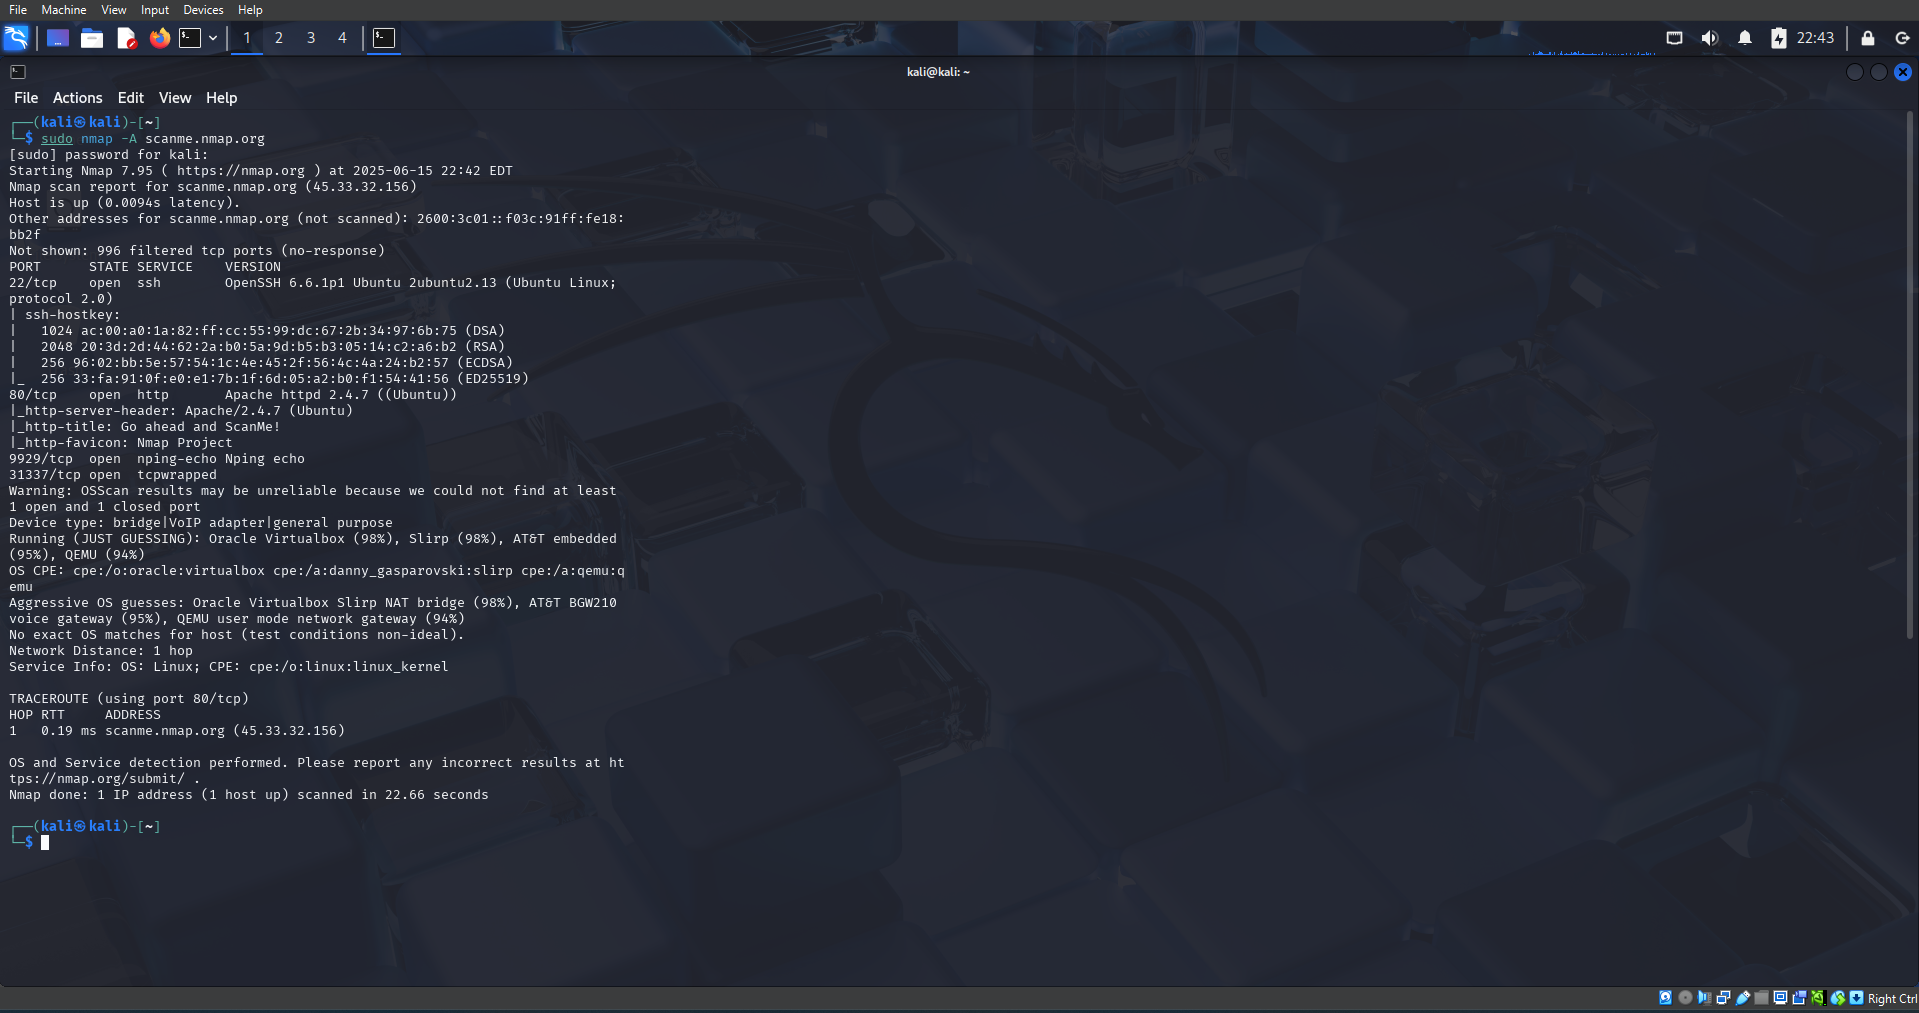 File Machine View Input Devices Help
1 2 3 4 22:43
kali@kali: ~
File Actions Edit View Help
┌──(kali㉿kali)-[~]
└─$ sudo nmap -A scanme.nmap.org
[sudo] password for kali:
Starting Nmap 7.95 ( https://nmap.org ) at 2025-06-15 22:42 EDT
Nmap scan report for scanme.nmap.org (45.33.32.156)
Host is up (0.0094s latency).
Other addresses for scanme.nmap.org (not scanned): 2600:3c01::f03c:91ff:fe18:
bb2f
Not shown: 996 filtered tcp ports (no-response)
PORT      STATE SERVICE    VERSION
22/tcp    open  ssh        OpenSSH 6.6.1p1 Ubuntu 2ubuntu2.13 (Ubuntu Linux;
protocol 2.0)
| ssh-hostkey:
|   1024 ac:00:a0:1a:82:ff:cc:55:99:dc:67:2b:34:97:6b:75 (DSA)
|   2048 20:3d:2d:44:62:2a:b0:5a:9d:b5:b3:05:14:c2:a6:b2 (RSA)
|   256 96:02:bb:5e:57:54:1c:4e:45:2f:56:4c:4a:24:b2:57 (ECDSA)
|_  256 33:fa:91:0f:e0:e1:7b:1f:6d:05:a2:b0:f1:54:41:56 (ED25519)
80/tcp    open  http       Apache httpd 2.4.7 ((Ubuntu))
|_http-server-header: Apache/2.4.7 (Ubuntu)
|_http-title: Go ahead and ScanMe!
|_http-favicon: Nmap Project
9929/tcp  open  nping-echo Nping echo
31337/tcp open  tcpwrapped
Warning: OSScan results may be unreliable because we could not find at least
1 open and 1 closed port
Device type: bridge|VoIP adapter|general purpose
Running (JUST GUESSING): Oracle Virtualbox (98%), Slirp (98%), AT&T embedded
(95%), QEMU (94%)
OS CPE: cpe:/o:oracle:virtualbox cpe:/a:danny_gasparovski:slirp cpe:/a:qemu:q
emu
Aggressive OS guesses: Oracle Virtualbox Slirp NAT bridge (98%), AT&T BGW210
voice gateway (95%), QEMU user mode network gateway (94%)
No exact OS matches for host (test conditions non-ideal).
Network Distance: 1 hop
Service Info: OS: Linux; CPE: cpe:/o:linux:linux_kernel
TRACEROUTE (using port 80/tcp)
HOP RTT     ADDRESS
1   0.19 ms scanme.nmap.org (45.33.32.156)
OS and Service detection performed. Please report any incorrect results at ht
tps://nmap.org/submit/ .
Nmap done: 1 IP address (1 host up) scanned in 22.66 seconds
┌──(kali㉿kali)-[~]
└─$
Right Ctrl